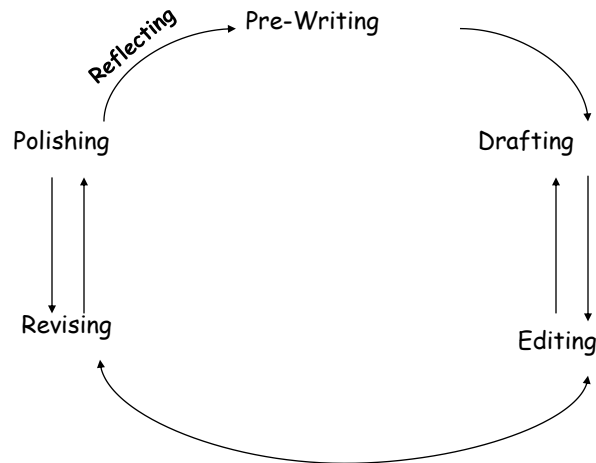 Reflecting
Pre-Writing
Polishing
Drafting
Revising
Editing